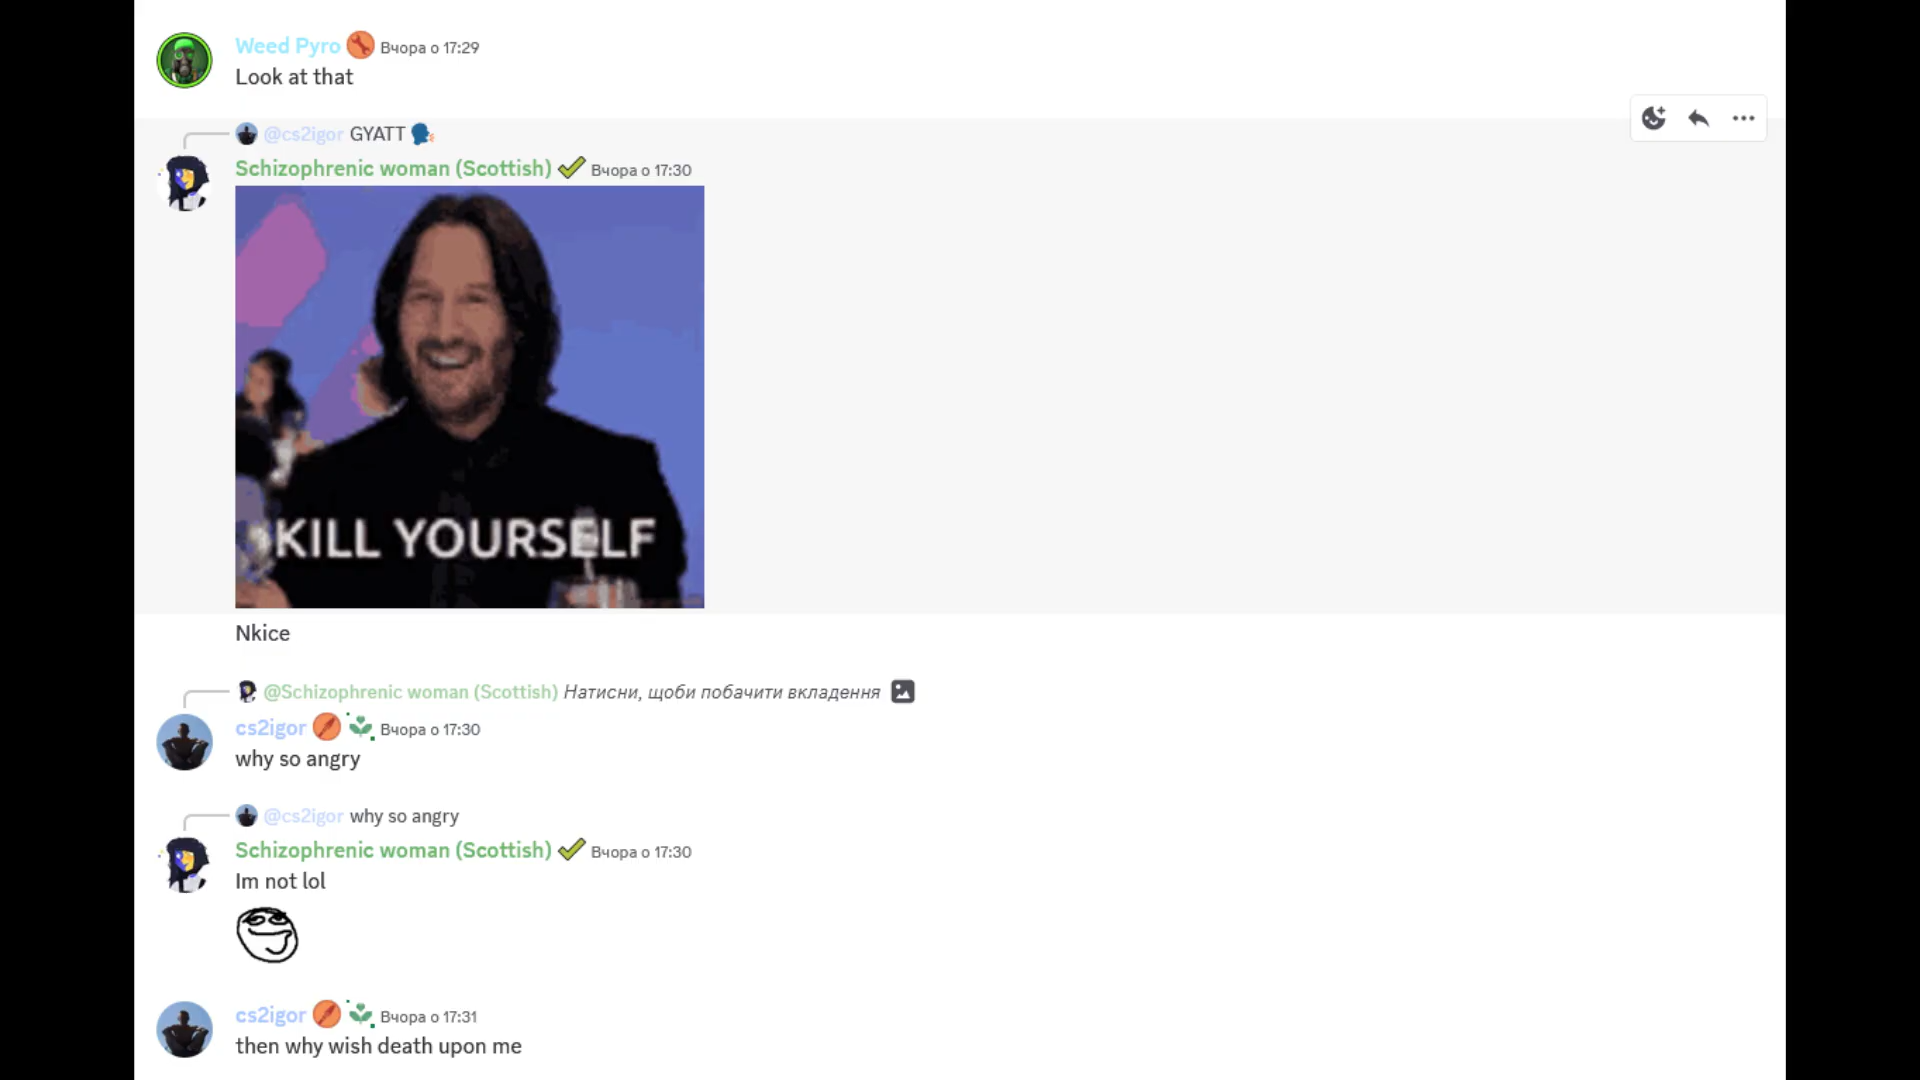 Weed Pyro Вчора о 17:29
Look at that
@cs2igor GYATT
Schizophrenic woman (Scottish) Вчора о 17:30
KILL YOURSELF
Nkice
@Schizophrenic woman (Scottish) Натисни, щоби побачити вкладення
cs2igor Вчора о 17:30
why so angry
@cs2igor why so angry
Schizophrenic woman (Scottish) Вчора о 17:30
Im not lol
cs2igor Вчора о 17:31
then why wish death upon me